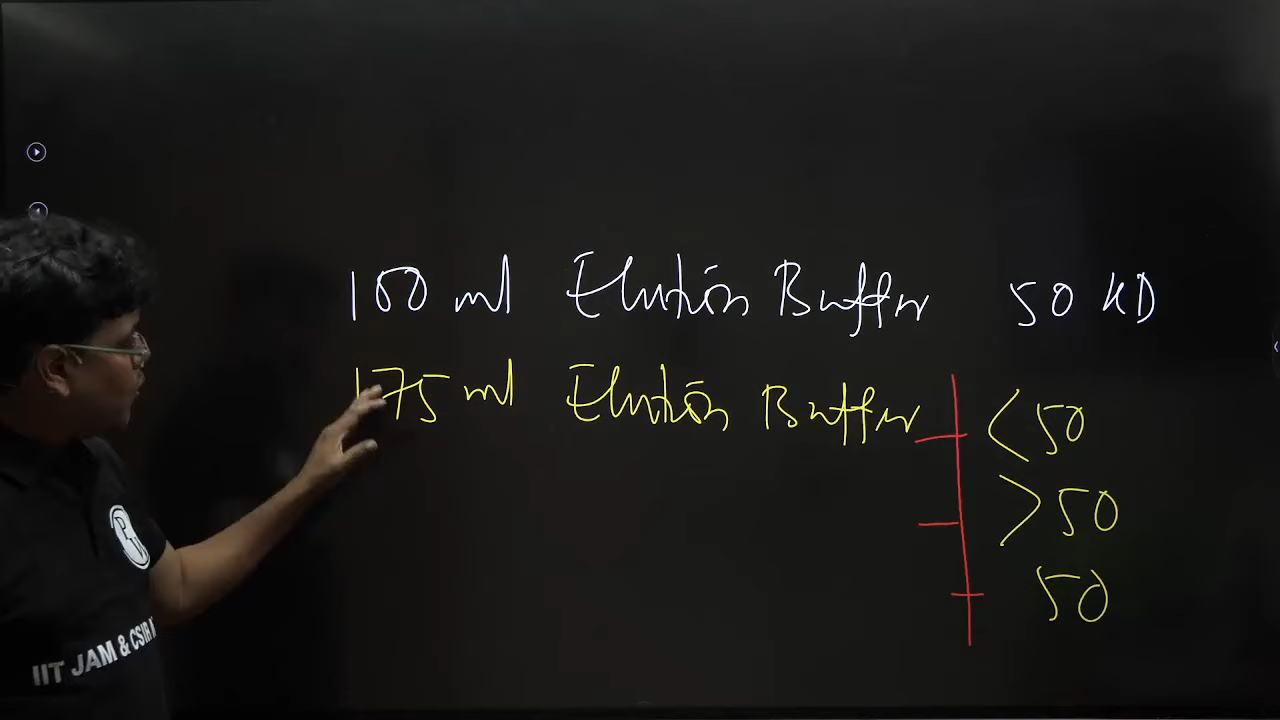 100 ml Elution Buffer 50 KD
175 ml Elution Buffer <50
>50
50
IIT JAM & CSIR N